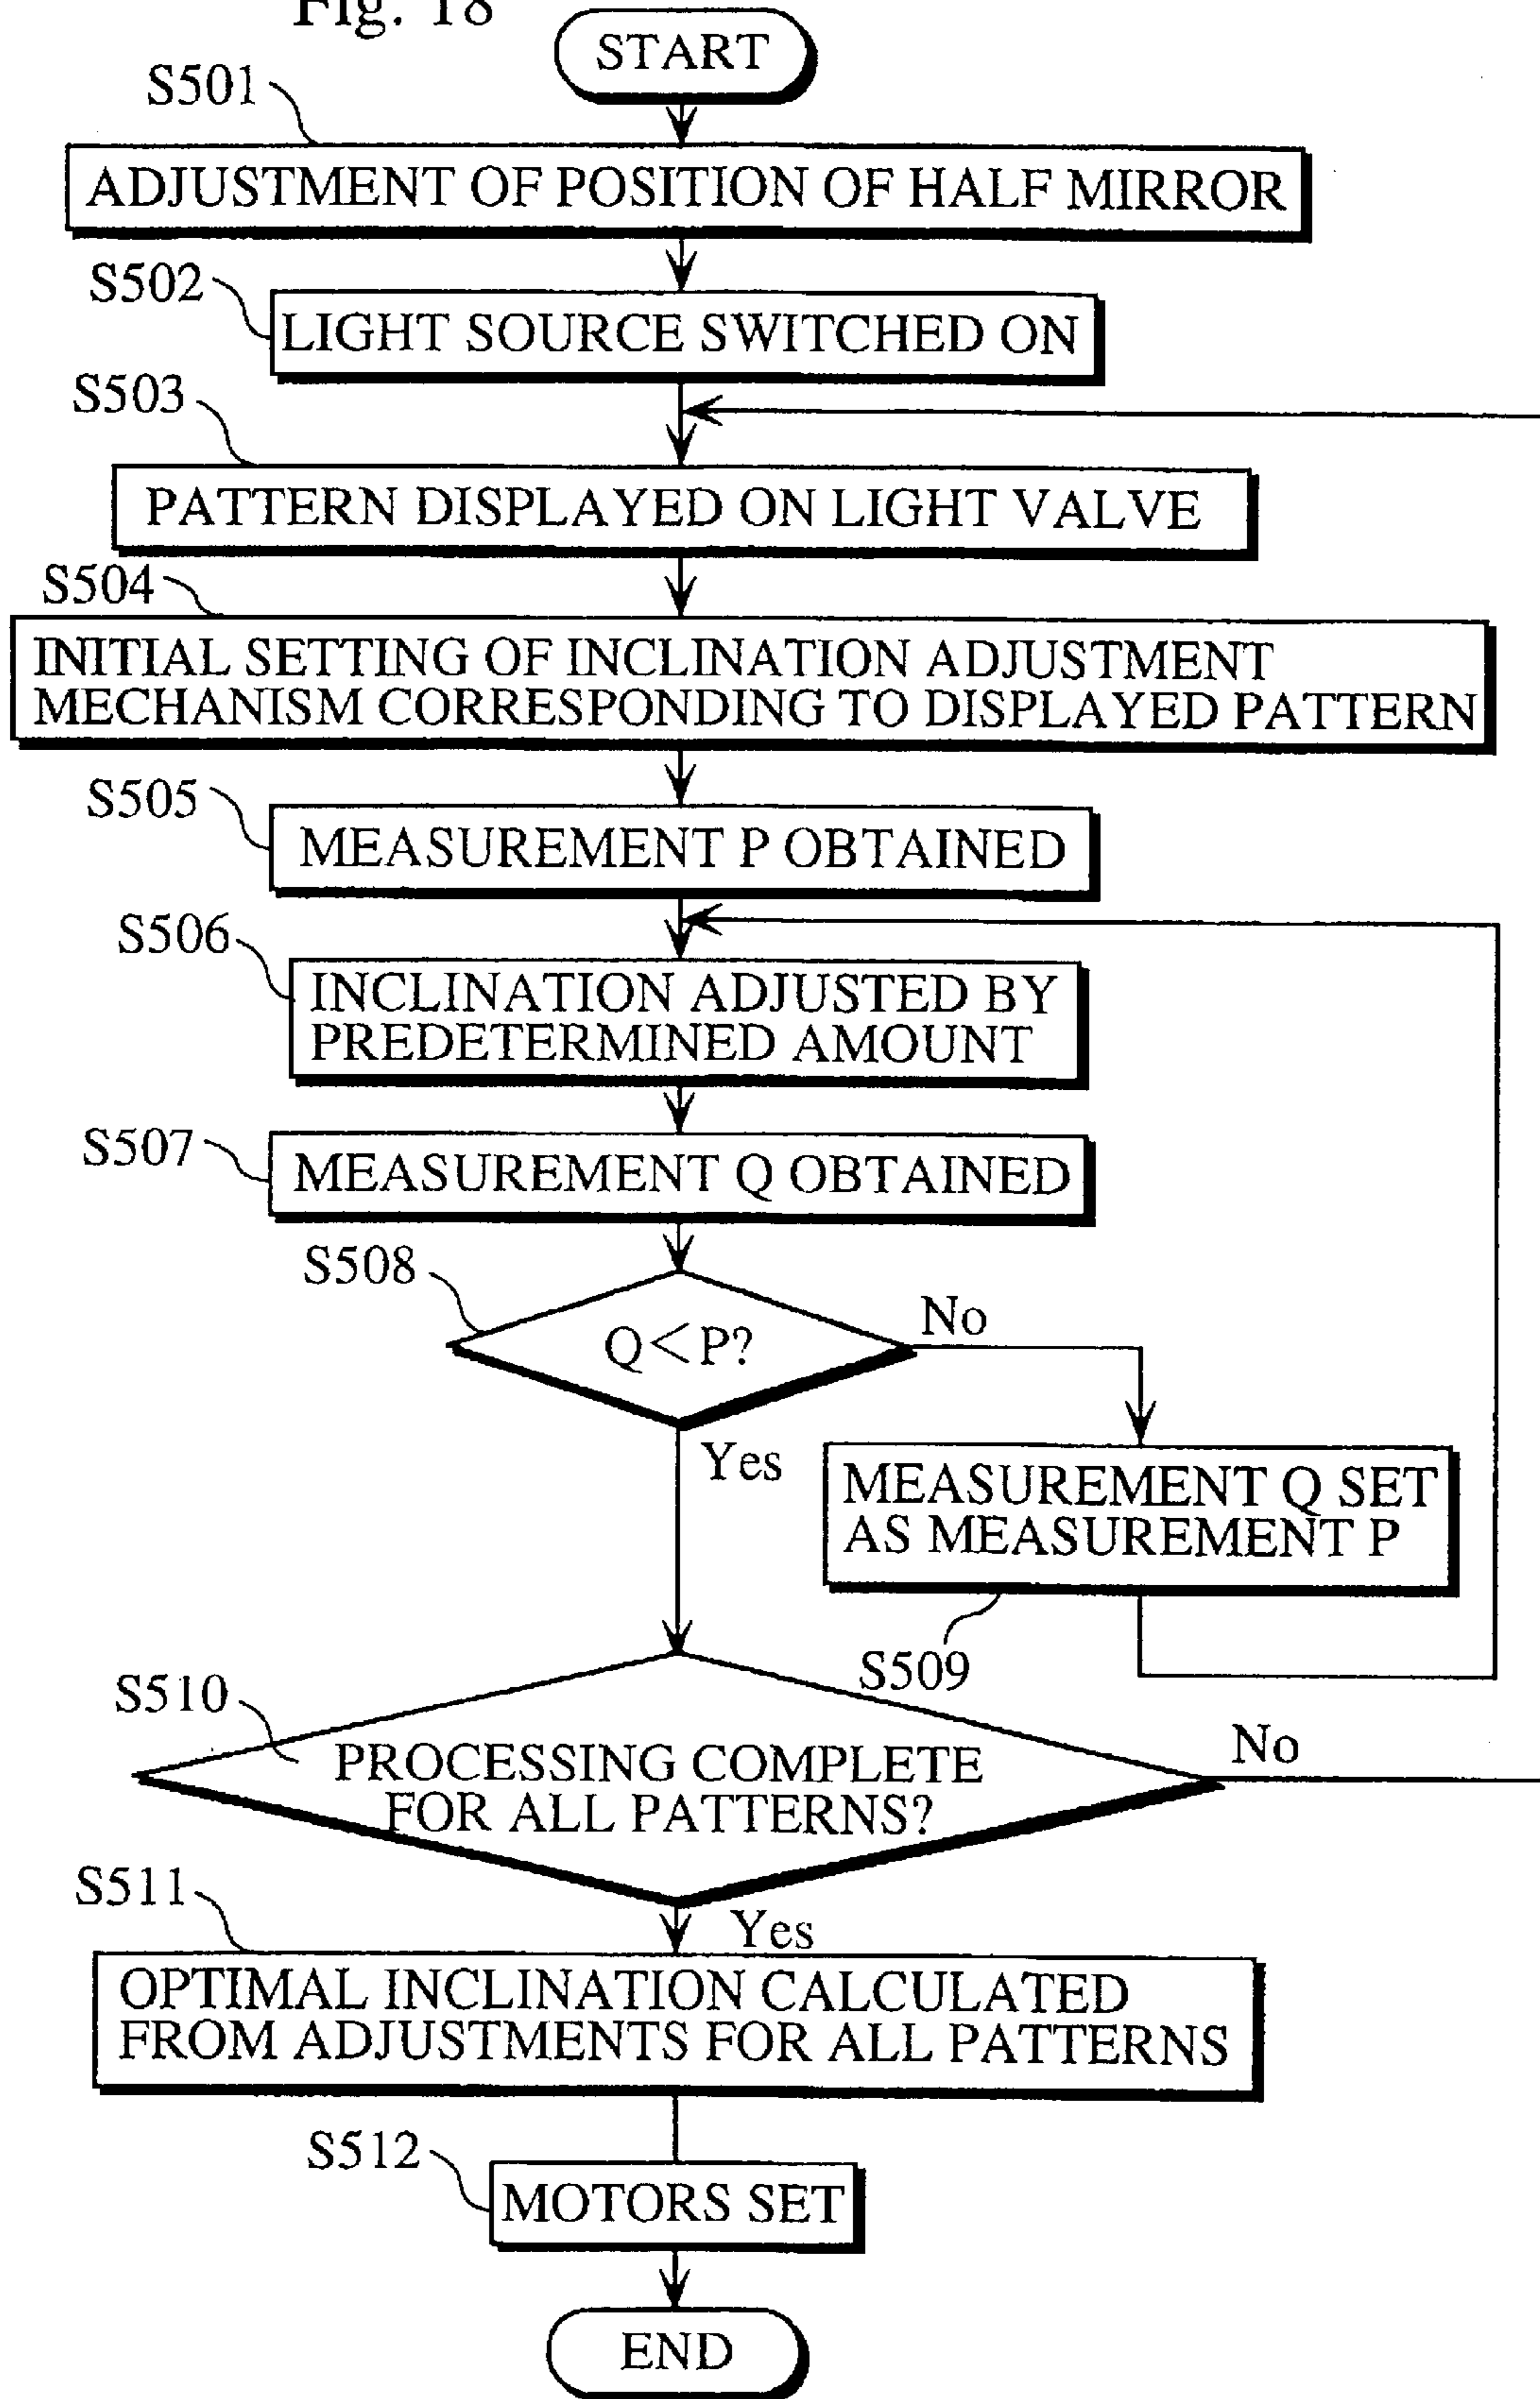 Fig. 18
START
S501
ADJUSTMENT OF POSITION OF HALF MIRROR
S502
LIGHT SOURCE SWITCHED ON
S503
PATTERN DISPLAYED ON LIGHT VALVE
S504
INITIAL SETTING OF INCLINATION ADJUSTMENT
MECHANISM CORRESPONDING TO DISPLAYED PATTERN
S505
MEASUREMENT P OBTAINED
S506
INCLINATION ADJUSTED BY
PREDETERMINED AMOUNT
S507
MEASUREMENT Q OBTAINED
S508
Q<P?
No
Yes
MEASUREMENT Q SET
AS MEASUREMENT P
S509
S510
PROCESSING COMPLETE
FOR ALL PATTERNS?
No
S511
Yes
OPTIMAL INCLINATION CALCULATED
FROM ADJUSTMENTS FOR ALL PATTERNS
S512
MOTORS SET
END